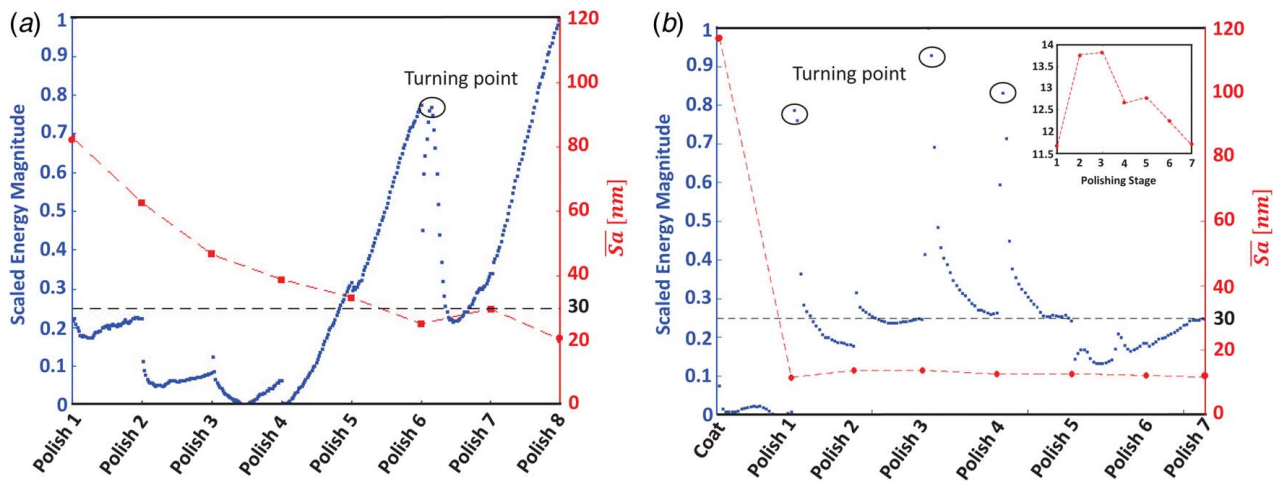 (a)
Scaled Energy Magnitude
1
0.9
0.8
0.7
0.6
0.5
0.4
0.3
0.2
0.1
0
Turning point
120
100
80
60
40
30
20
0
Sa [nm]
Polish 1
Polish 2
Polish 3
Polish 4
Polish 5
Polish 6
Polish 7
Polish 8
(b)
Scaled Energy Magnitude
1
0.9
0.8
0.7
0.6
0.5
0.4
0.3
0.2
0.1
0
Turning point
14
13.5
13
12.5
12
11.5
1 2 3 4 5 6 7
Polishing Stage
120
100
80
60
40
30
20
0
Sa [nm]
Coat
Polish 1
Polish 2
Polish 3
Polish 4
Polish 5
Polish 6
Polish 7